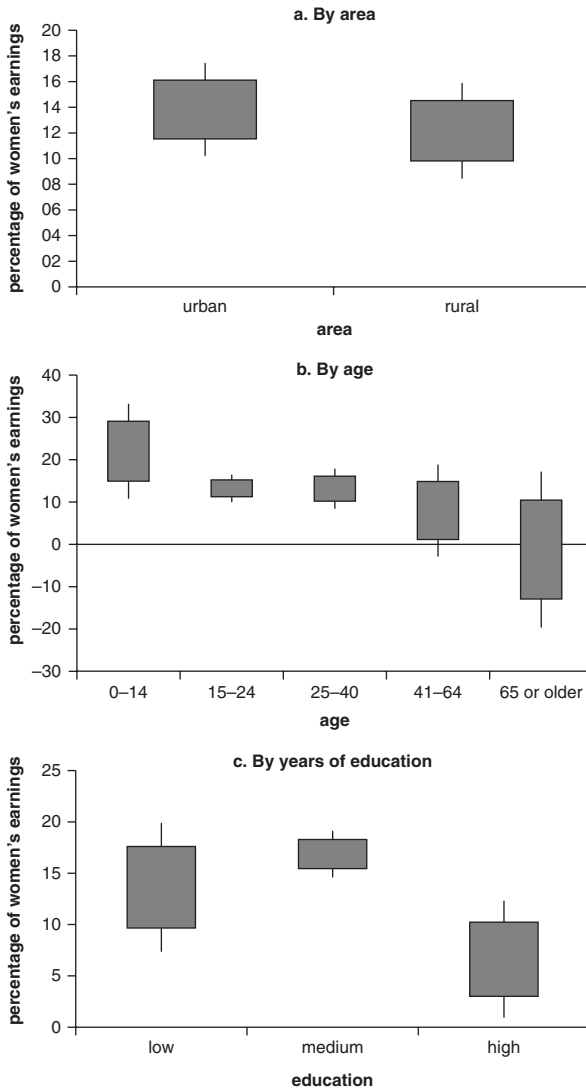 a. By area
percentage of women's earnings
20
18
16
14
12
10
08
06
04
02
0
urban rural
area
b. By age
percentage of women's earnings
40
30
20
10
0
–10
–20
–30
0–14 15–24 25–40 41–64 65 or older
age
c. By years of education
percentage of women's earnings
25
20
15
10
5
0
low medium high
education